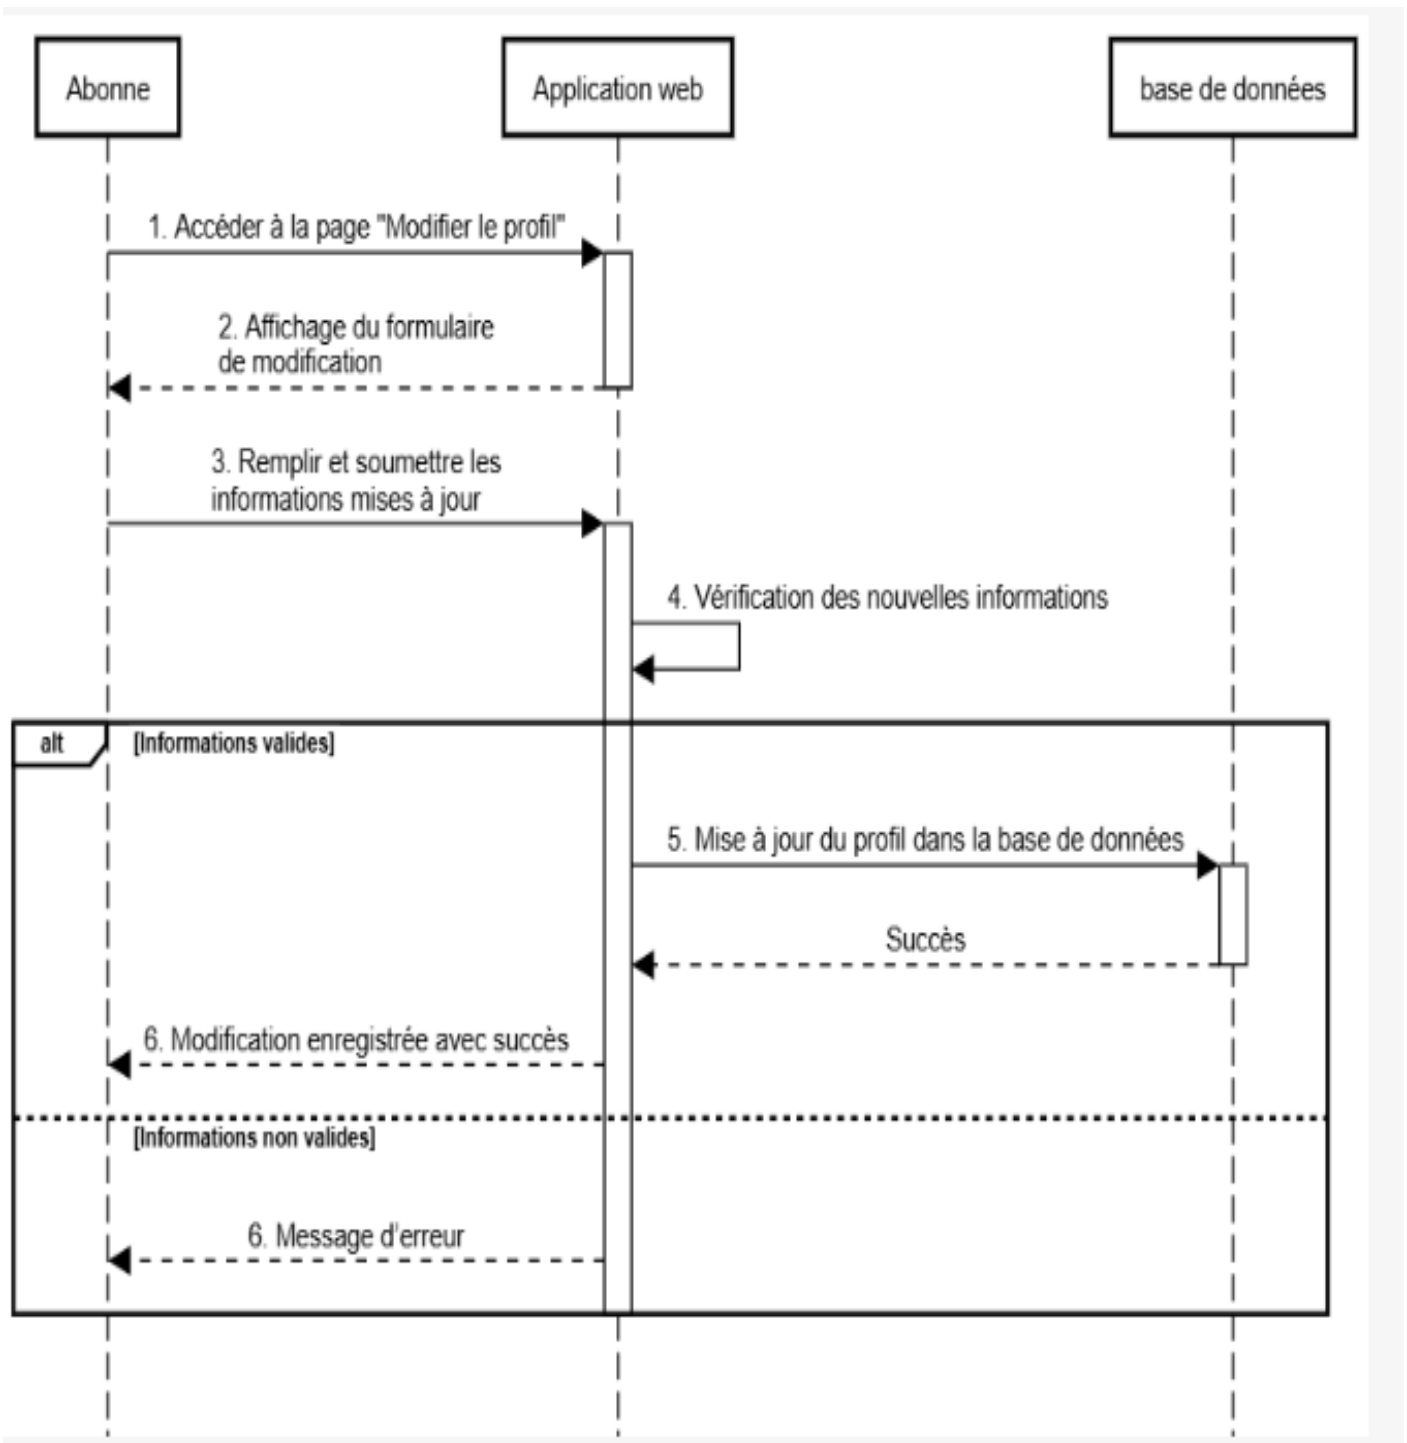 Abonne
Application web
base de données
1. Accéder à la page "Modifier le profil"
2. Affichage du formulaire
de modification
3. Remplir et soumettre les
informations mises à jour
4. Vérification des nouvelles informations
alt
[Informations valides]
5. Mise à jour du profil dans la base de données
Succès
6. Modification enregistrée avec succès
[Informations non valides]
6. Message d'erreur